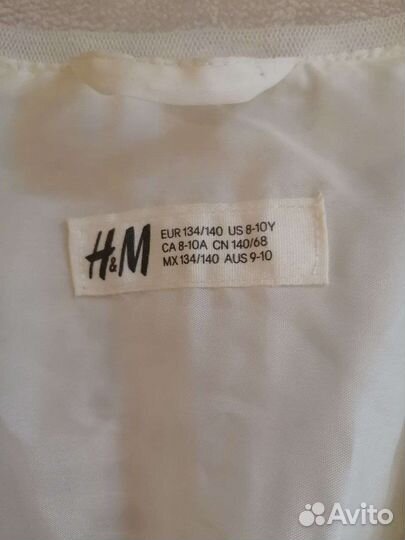 H&M
EUR 134/140 US 8-10Y
CA 8-10A CN 140/68
MX 134/140 AUS 9-10
Avito